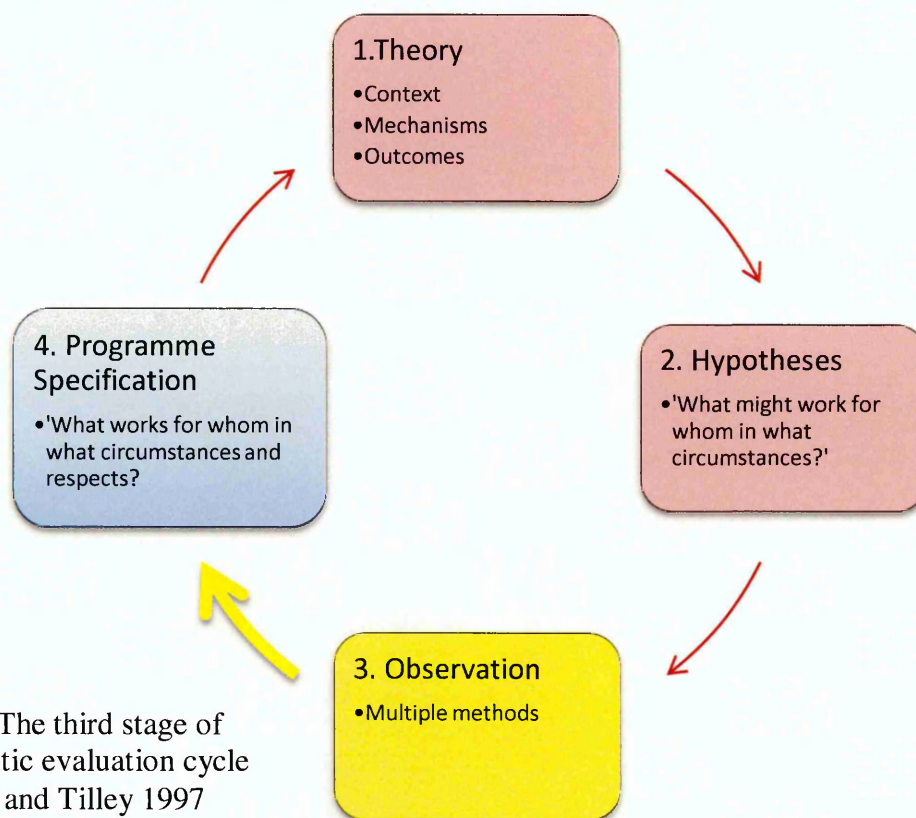 1.Theory
•Context
•Mechanisms
•Outcomes
2. Hypotheses
•'What might work for
whom in what
circumstances?'
3. Observation
•Multiple methods
4. Programme
Specification
•'What works for whom in
what circumstances and
respects?
The third stage of
tic evaluation cycle
and Tilley 1997